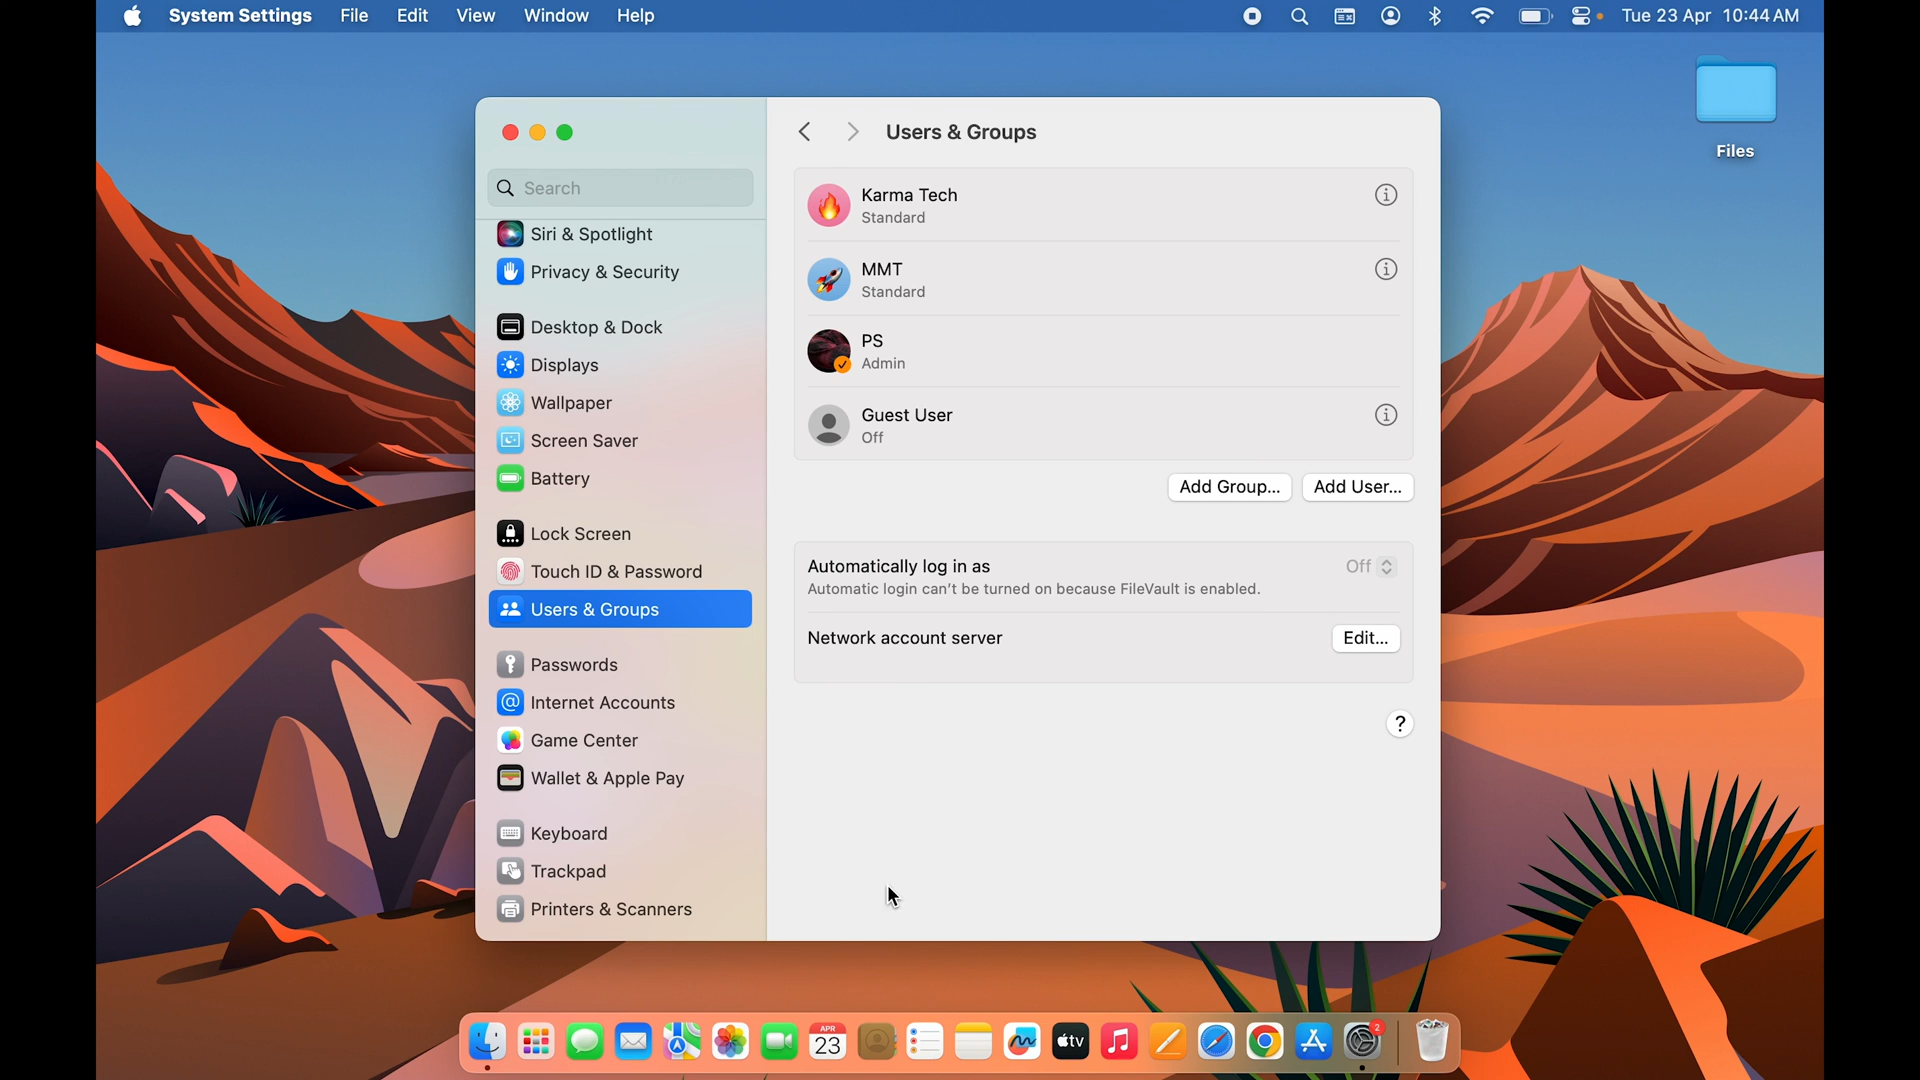 System Settings File Edit View Window Help Tue 23 Apr 10:44 AM
Files
Search
Siri & Spotlight
Privacy & Security
Desktop & Dock
Displays
Wallpaper
Screen Saver
Battery
Lock Screen
Touch ID & Password
Users & Groups
Passwords
Internet Accounts
Game Center
Wallet & Apple Pay
Keyboard
Trackpad
Printers & Scanners
Users & Groups
Karma Tech
Standard
MMT
Standard
PS
Admin
Guest User
Off
Add Group... Add User...
Automatically log in as Off
Automatic login can't be turned on because FileVault is enabled.
Network account server Edit...
?
APR
23
tv
2